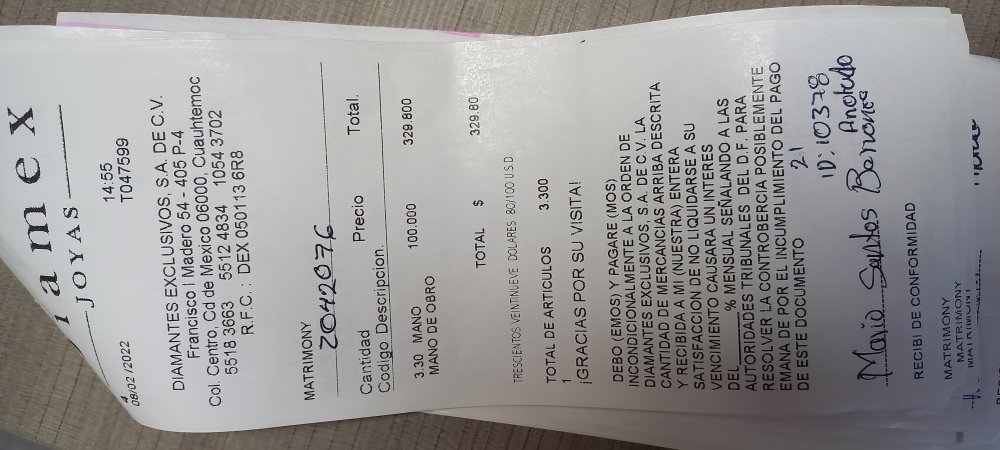 amex
JOYAS
4
08/02/2022 14:55
T047599
DIAMANTES EXCLUSIVOS, S.A. DE C.V.
Francisco I Madero 54 - 405 P-4
Col. Centro, Cd de Mexico 06000, Cuauhtemoc
5518 3663 5512 4834 1054 3702
R.F.C. : DEX 050113 6R8
MATRIMONY
2042076
Cantidad Precio Total.
Codigo Descripcion.
3.30 MANO 100.000 329.800
MANO DE OBRO
TOTAL $ 329.80
TRESCIENTOS VEINTINUEVE DOLARES 80/100 U.S.D.
TOTAL DE ARTICULOS 3.300
1
¡GRACIAS POR SU VISITA!
DEBO (EMOS) Y PAGARE (MOS)
INCONDICIONALMENTE A LA ORDEN DE
DIAMANTES EXCLUSIVOS, S.A. DE C.V. LA
CANTIDAD DE MERCANCIAS ARRIBA DESCRITA
Y RECIBIDA A MI (NUESTRA) ENTERA
SATISFACCION DE NO LIQUIDARSE A SU
VENCIMIENTO CAUSARA UN INTERES
DEL % MENSUAL SEÑALANDO A LAS
AUTORIDADES TRIBUNALES DEL D.F. PARA
RESOLVER LA CONTROBERCIA POSIBLEMENTE
EMANA DE POR EL INCUMPLIMIENTO DEL PAGO
DE ESTE DOCUMENTO
21
ID: 10378
Anotado
Mario Santos
RECIBI DE CONFORMIDAD
MATRIMONY
MATRIMONY
MATRIMONY